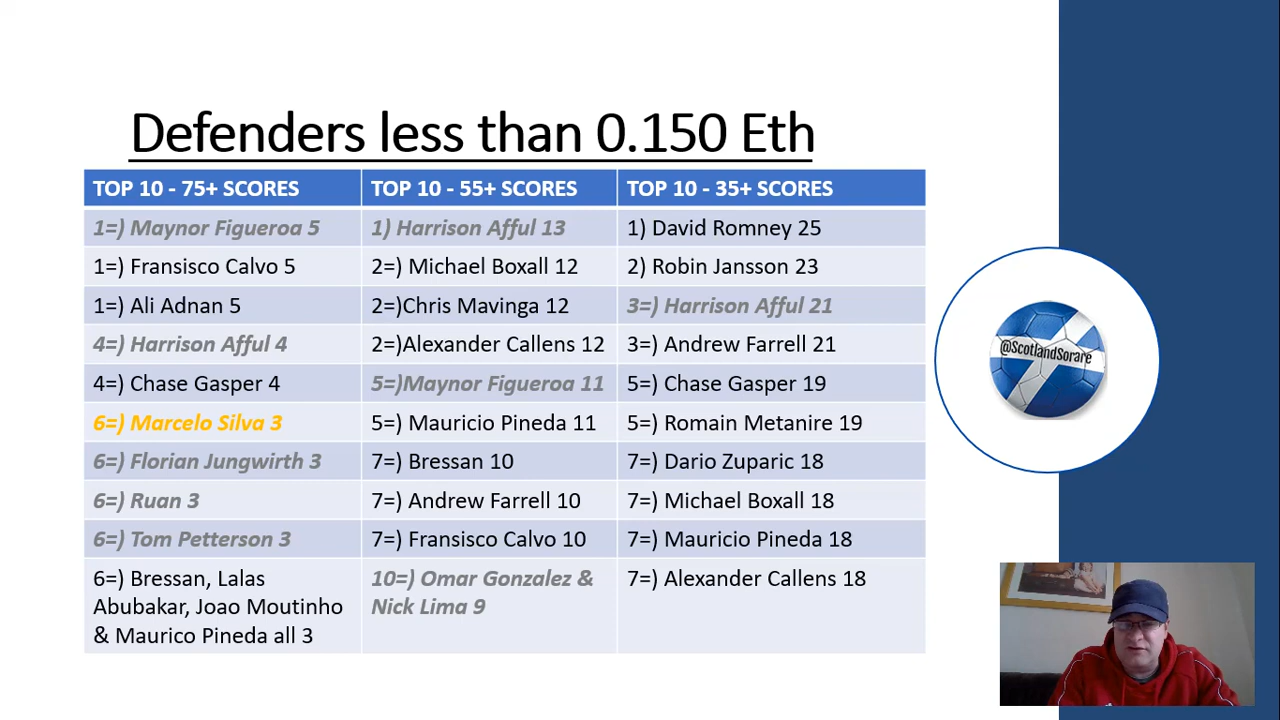 Defenders less than 0.150 Eth
TOP 10 - 75+ SCORES
TOP 10 - 55+ SCORES
TOP 10 - 35+ SCORES
1=) Maynor Figueroa 5
1) Harrison Afful 13
1) David Romney 25
1=) Fransisco Calvo 5
2=) Michael Boxall 12
2) Robin Jansson 23
1=) Ali Adnan 5
2=)Chris Mavinga 12
3=) Harrison Afful 21
4=) Harrison Afful 4
2=)Alexander Callens 12
3=) Andrew Farrell 21
4=) Chase Gasper 4
5=)Maynor Figueroa 11
5=) Chase Gasper 19
6=) Marcelo Silva 3
5=) Mauricio Pineda 11
5=) Romain Metanire 19
6=) Florian Jungwirth 3
7=) Bressan 10
7=) Dario Zuparic 18
6=) Ruan 3
7=) Andrew Farrell 10
7=) Michael Boxall 18
6=) Tom Petterson 3
7=) Fransisco Calvo 10
7=) Mauricio Pineda 18
6=) Bressan, Lalas
Abubakar, Joao Moutinho
& Maurico Pineda all 3
10=) Omar Gonzalez &
Nick Lima 9
7=) Alexander Callens 18
@ScotlandSorare